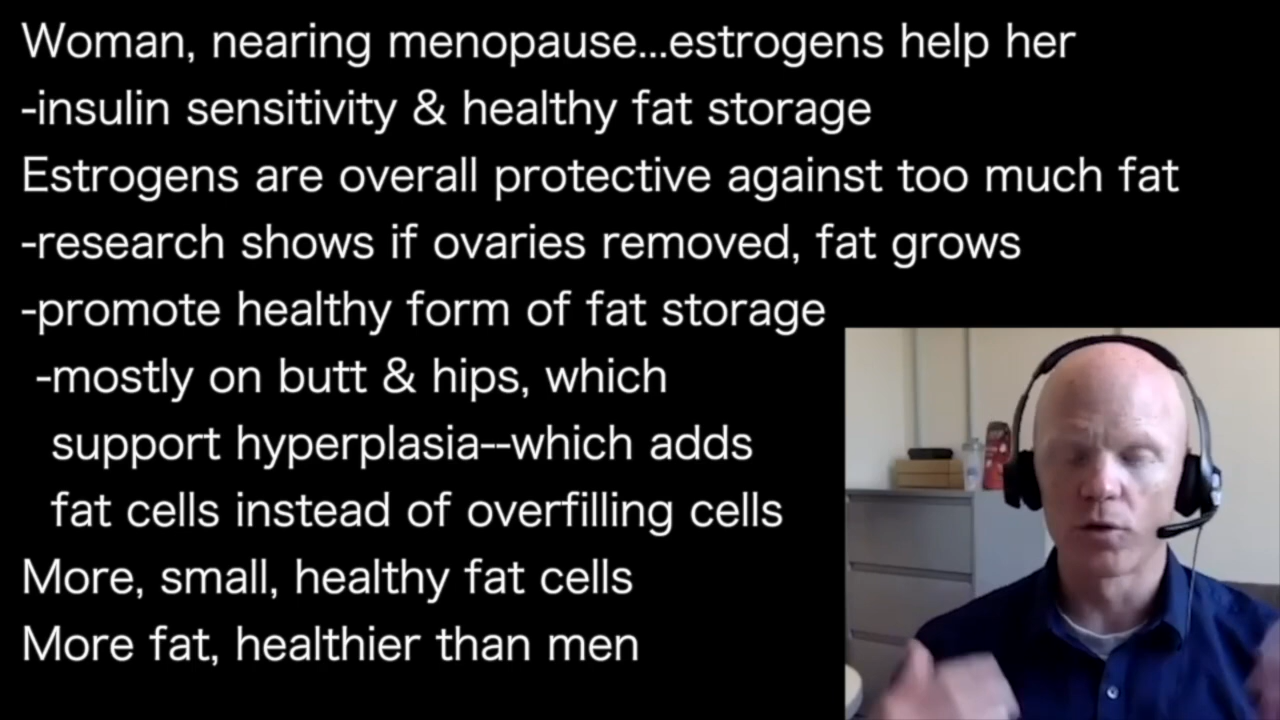 Woman, nearing menopause...estrogens help her
-insulin sensitivity & healthy fat storage
Estrogens are overall protective against too much fat
-research shows if ovaries removed, fat grows
-promote healthy form of fat storage
-mostly on butt & hips, which
support hyperplasia--which adds
fat cells instead of overfilling cells
More, small, healthy fat cells
More fat, healthier than men